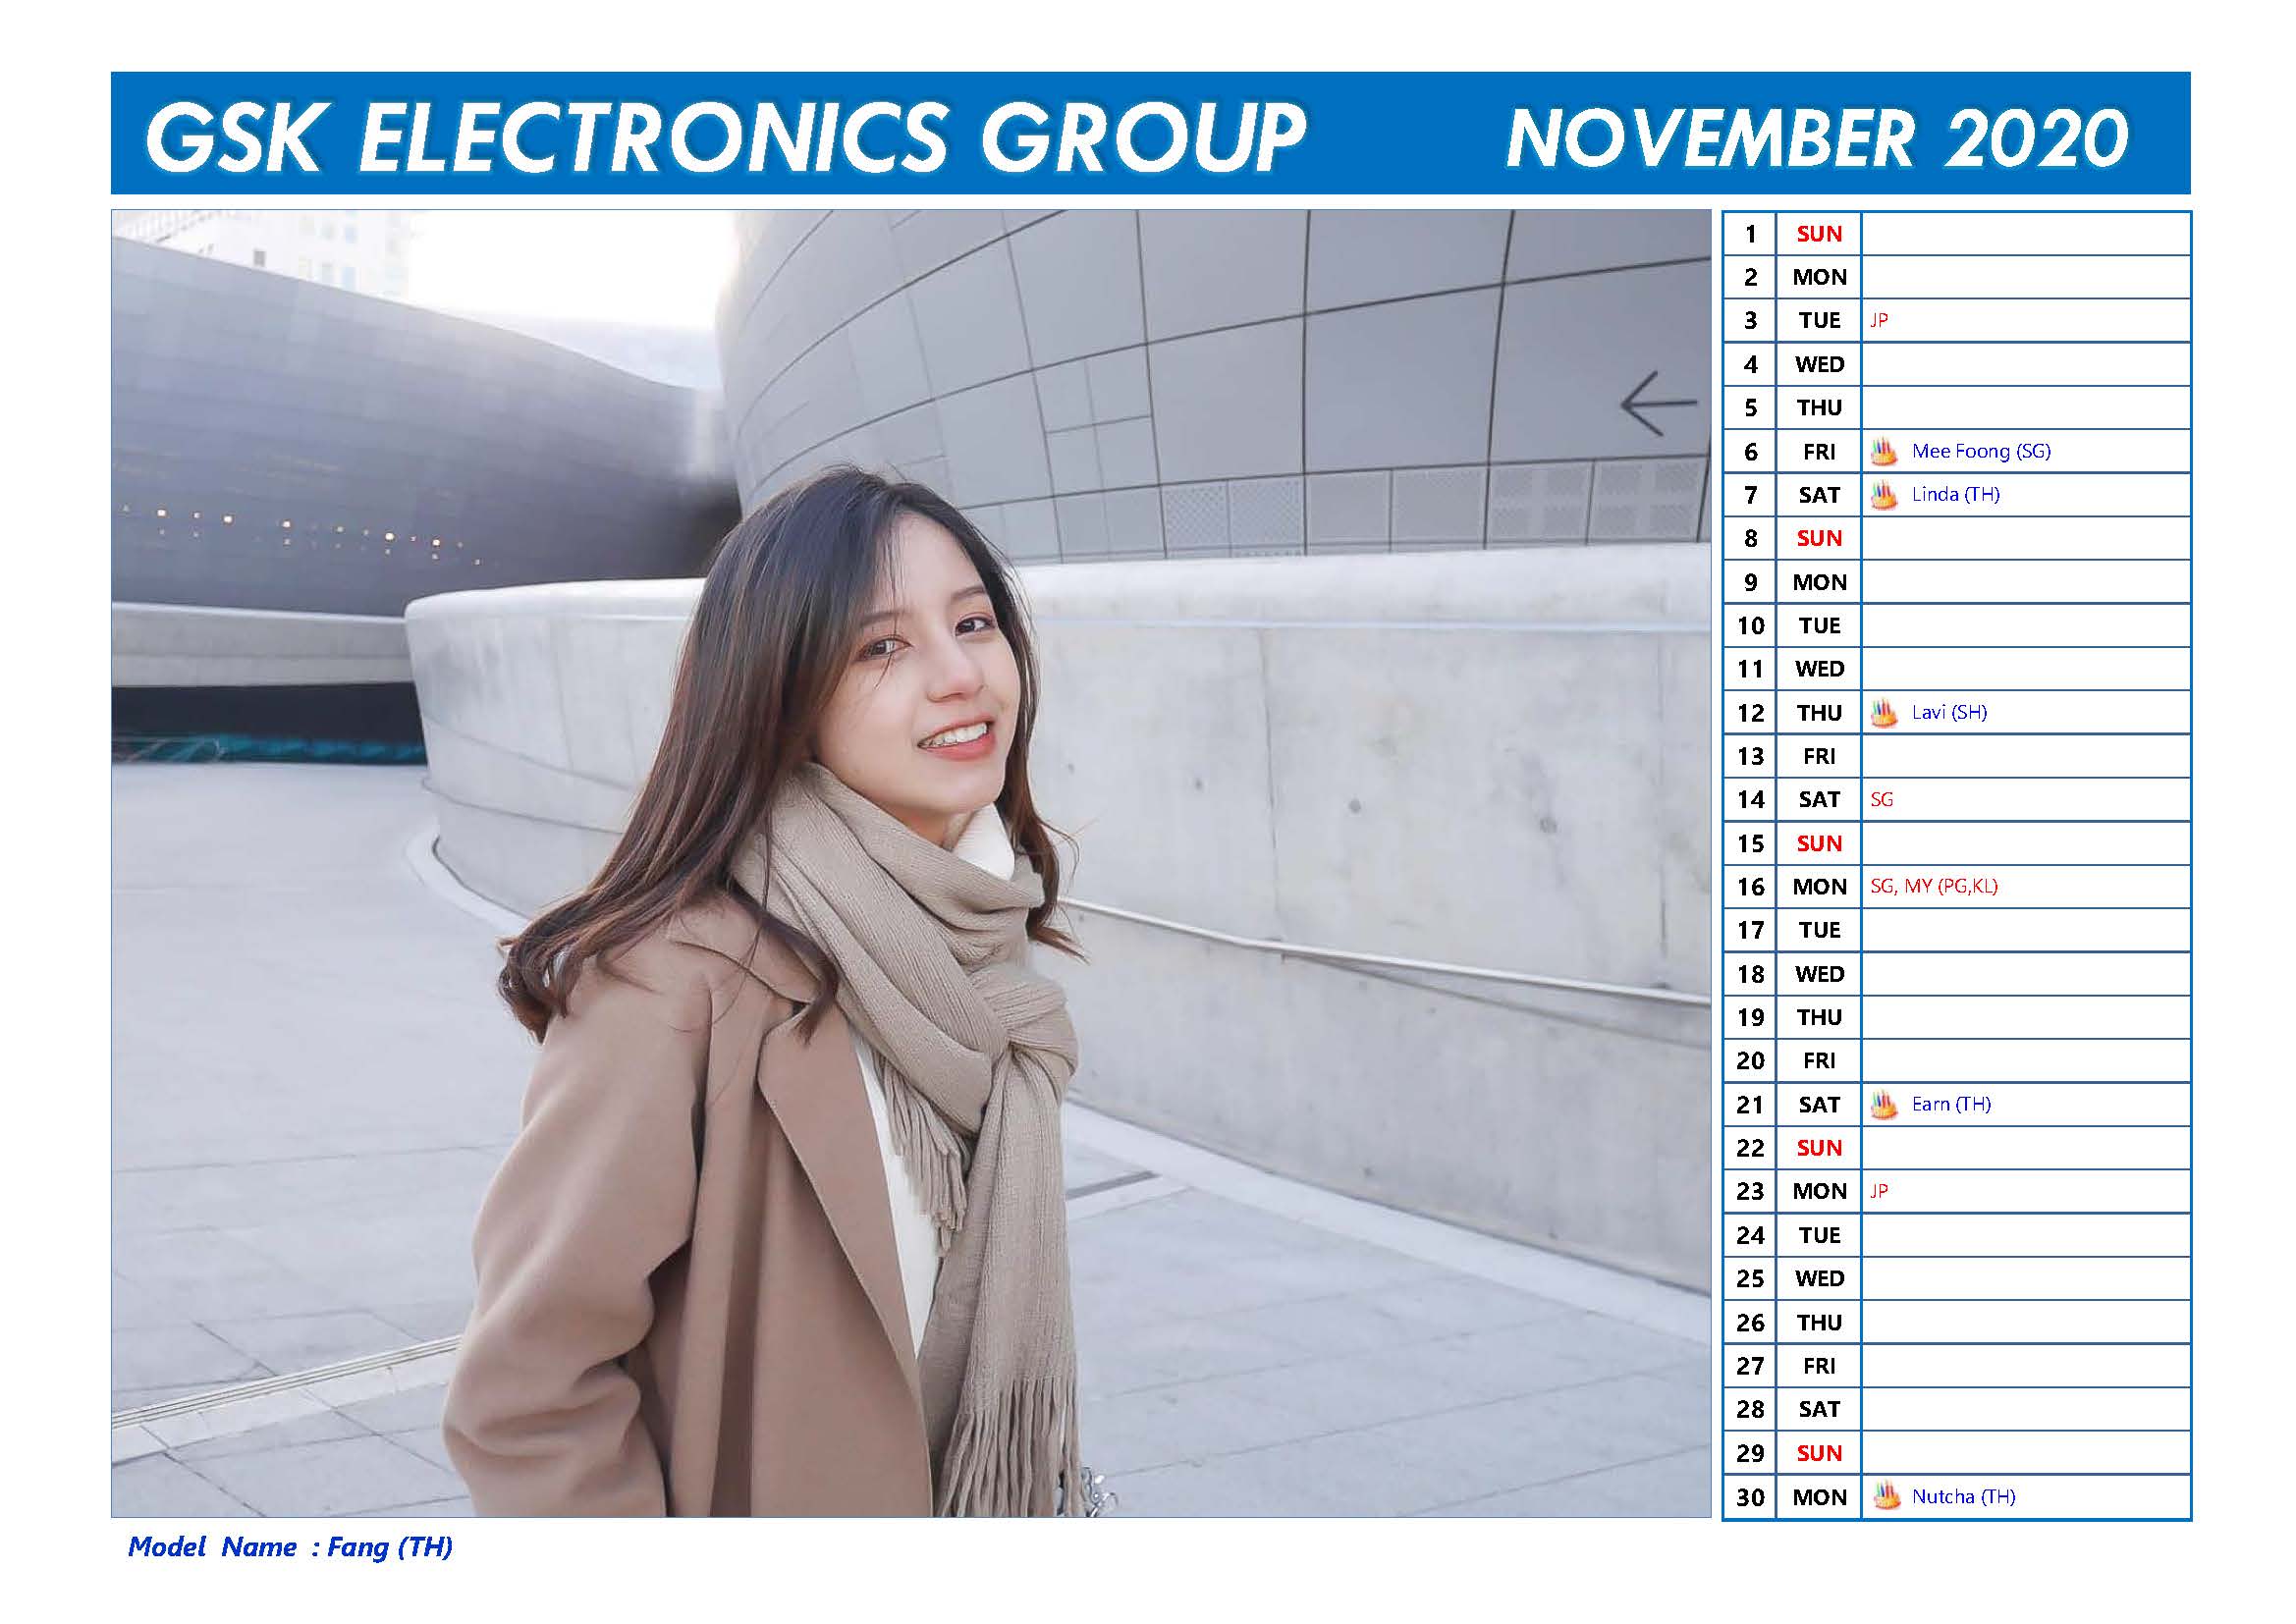 GSK ELECTRONICS GROUP NOVEMBER 2020
1 SUN
2 MON
3 TUE JP
4 WED
5 THU
6 FRI Mee Foong (SG)
7 SAT Linda (TH)
8 SUN
9 MON
10 TUE
11 WED
12 THU Lavi (SH)
13 FRI
14 SAT SG
15 SUN
16 MON SG, MY (PG,KL)
17 TUE
18 WED
19 THU
20 FRI
21 SAT Earn (TH)
22 SUN
23 MON JP
24 TUE
25 WED
26 THU
27 FRI
28 SAT
29 SUN
30 MON Nutcha (TH)
Model Name : Fang (TH)